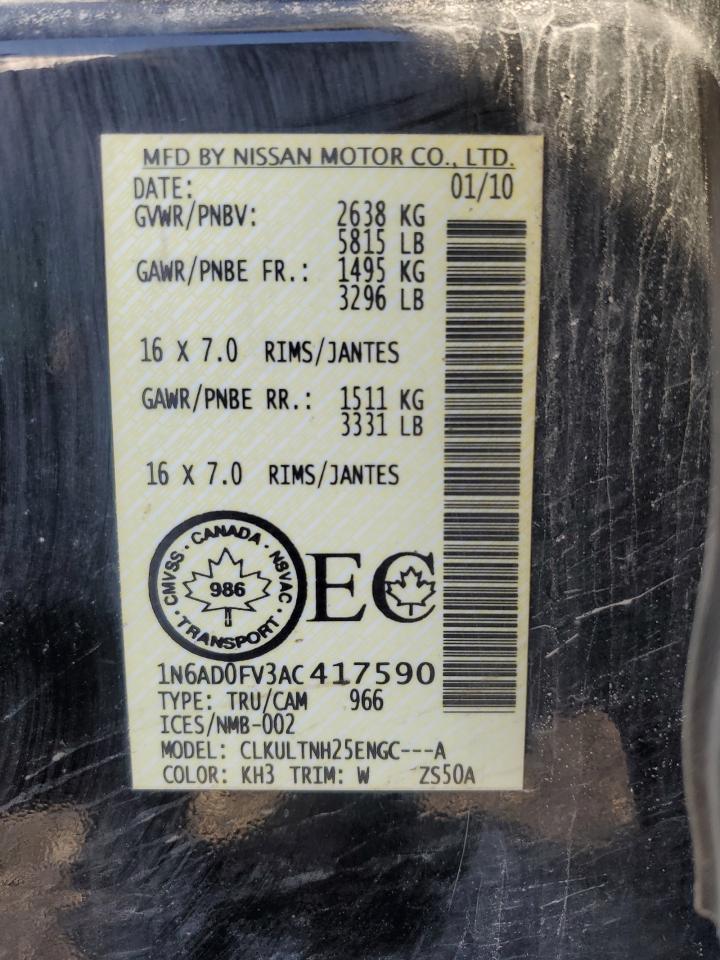 MFD BY NISSAN MOTOR CO., LTD.
DATE: 01/10
GVWR/PNBV: 2638 KG
5815 LB
GAWR/PNBE FR.: 1495 KG
3296 LB
16 X 7.0 RIMS/JANTES
GAWR/PNBE RR.: 1511 KG
3331 LB
16 X 7.0 RIMS/JANTES
CMVSS · CANADA · NSVAC · TRANSPORT ·
986
EC
1N6AD0FV3AC417590
TYPE: TRU/CAM 966
ICES/NMB-002
MODEL: CLKULTNH25ENGC---A
COLOR: KH3 TRIM: W ZS50A